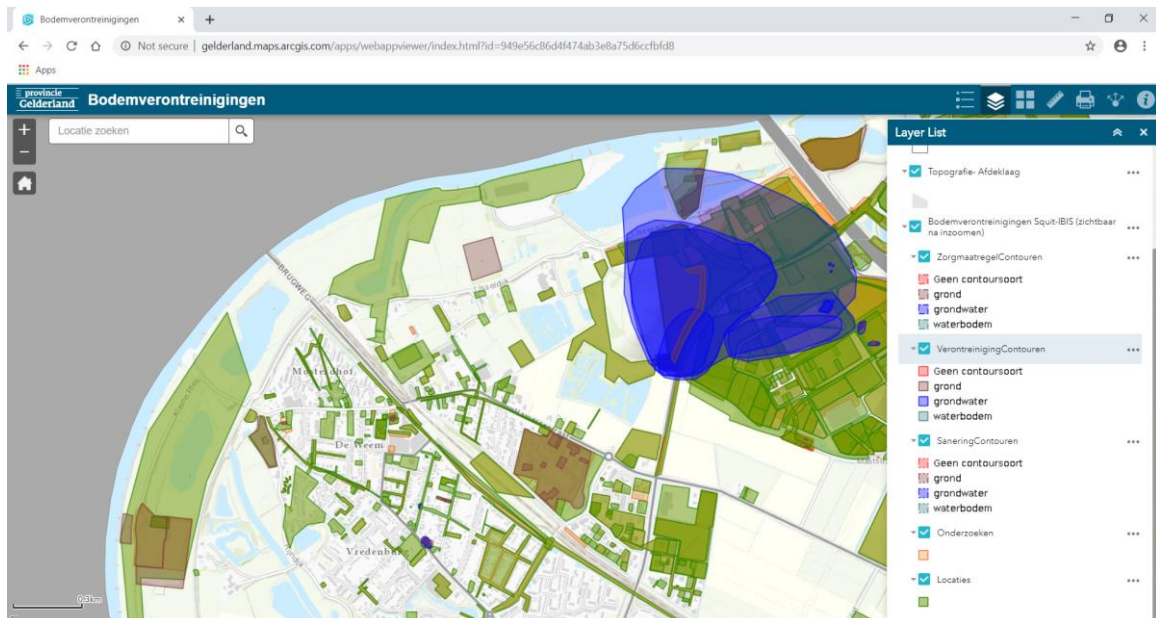 Bodemverontreinigingen
Not secure | gelderland.maps.arcgis.com/apps/webappviewer/index.html?id=949e56c86d4f474ab3e8a75d6ccfbfd8
Apps
provincie
Gelderland
Bodemverontreinigingen
Locatie zoeken
Layer List
Topografie- Afdeklaag
Bodemverontreinigingen Squit-IBIS (zichtbaar
na inzoomen)
ZorgmaatregelContouren
Geen contoursoort
grond
grondwater
waterbodem
VerontreinigingContouren
Geen contoursoort
grond
grondwater
waterbodem
SaneringContouren
Geen contoursoort
grond
grondwater
waterbodem
Onderzoeken
Locaties
BRUGWEG
De Weem
0,3km